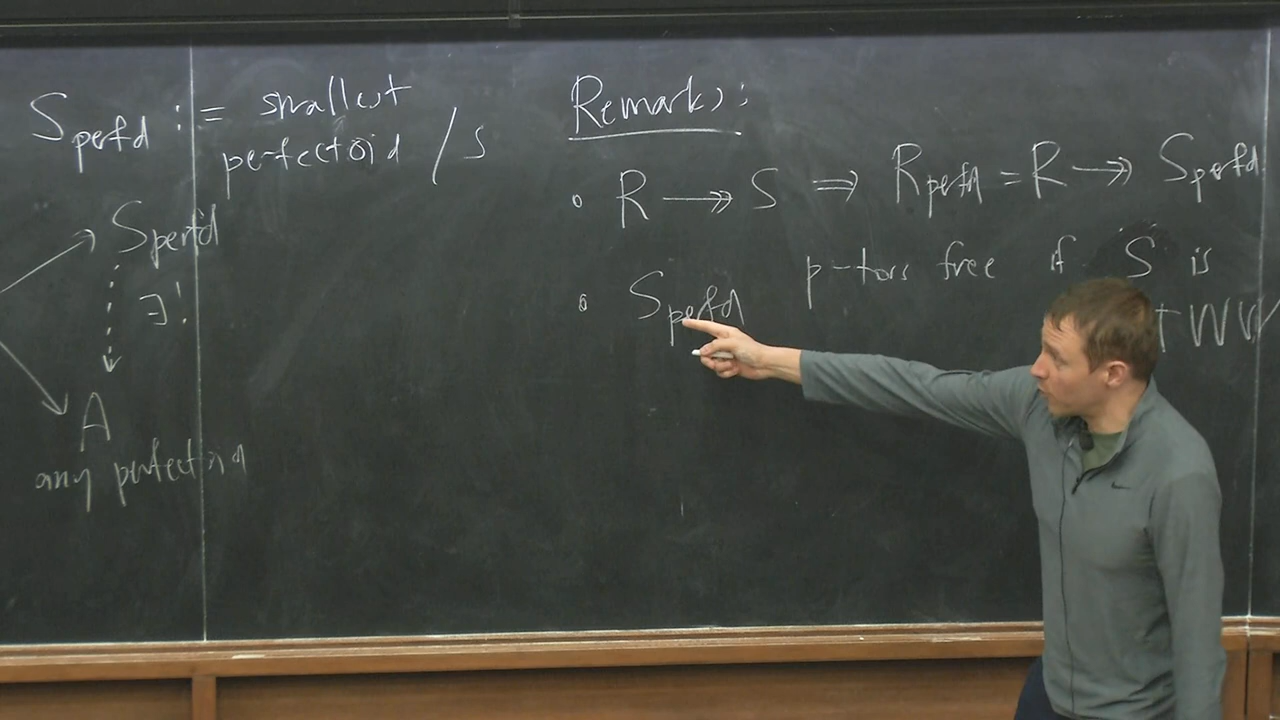 S_perfd := smallest
perfectoid / S
S_perfd
∃!
A
any perfectoid
Remarks:
• R ↠ S ⇒ R_perfd = R ↠ S_perfd
• S_perfd p-tors free if S is